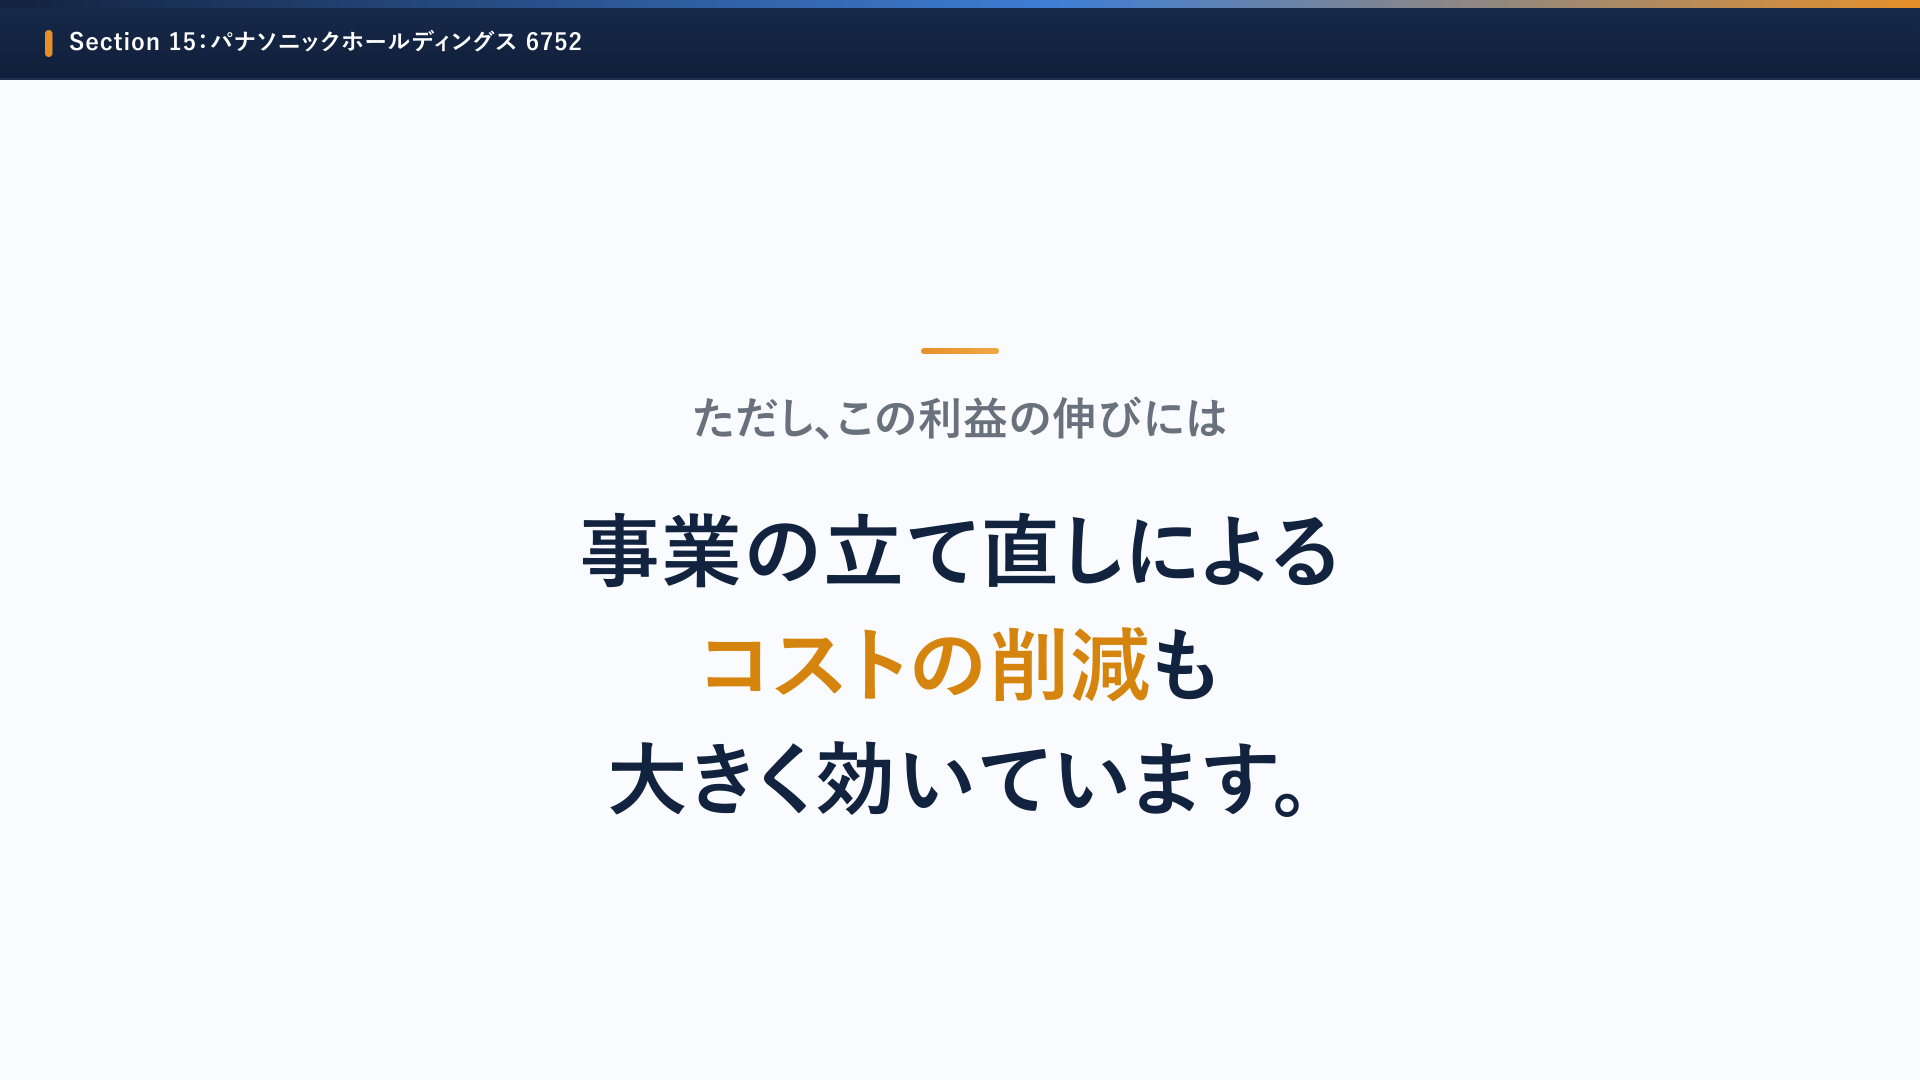 Section 15：パナソニックホールディングス 6752
ただし、この利益の伸びには
事業の立て直しによる
コストの削減も
大きく効いています。